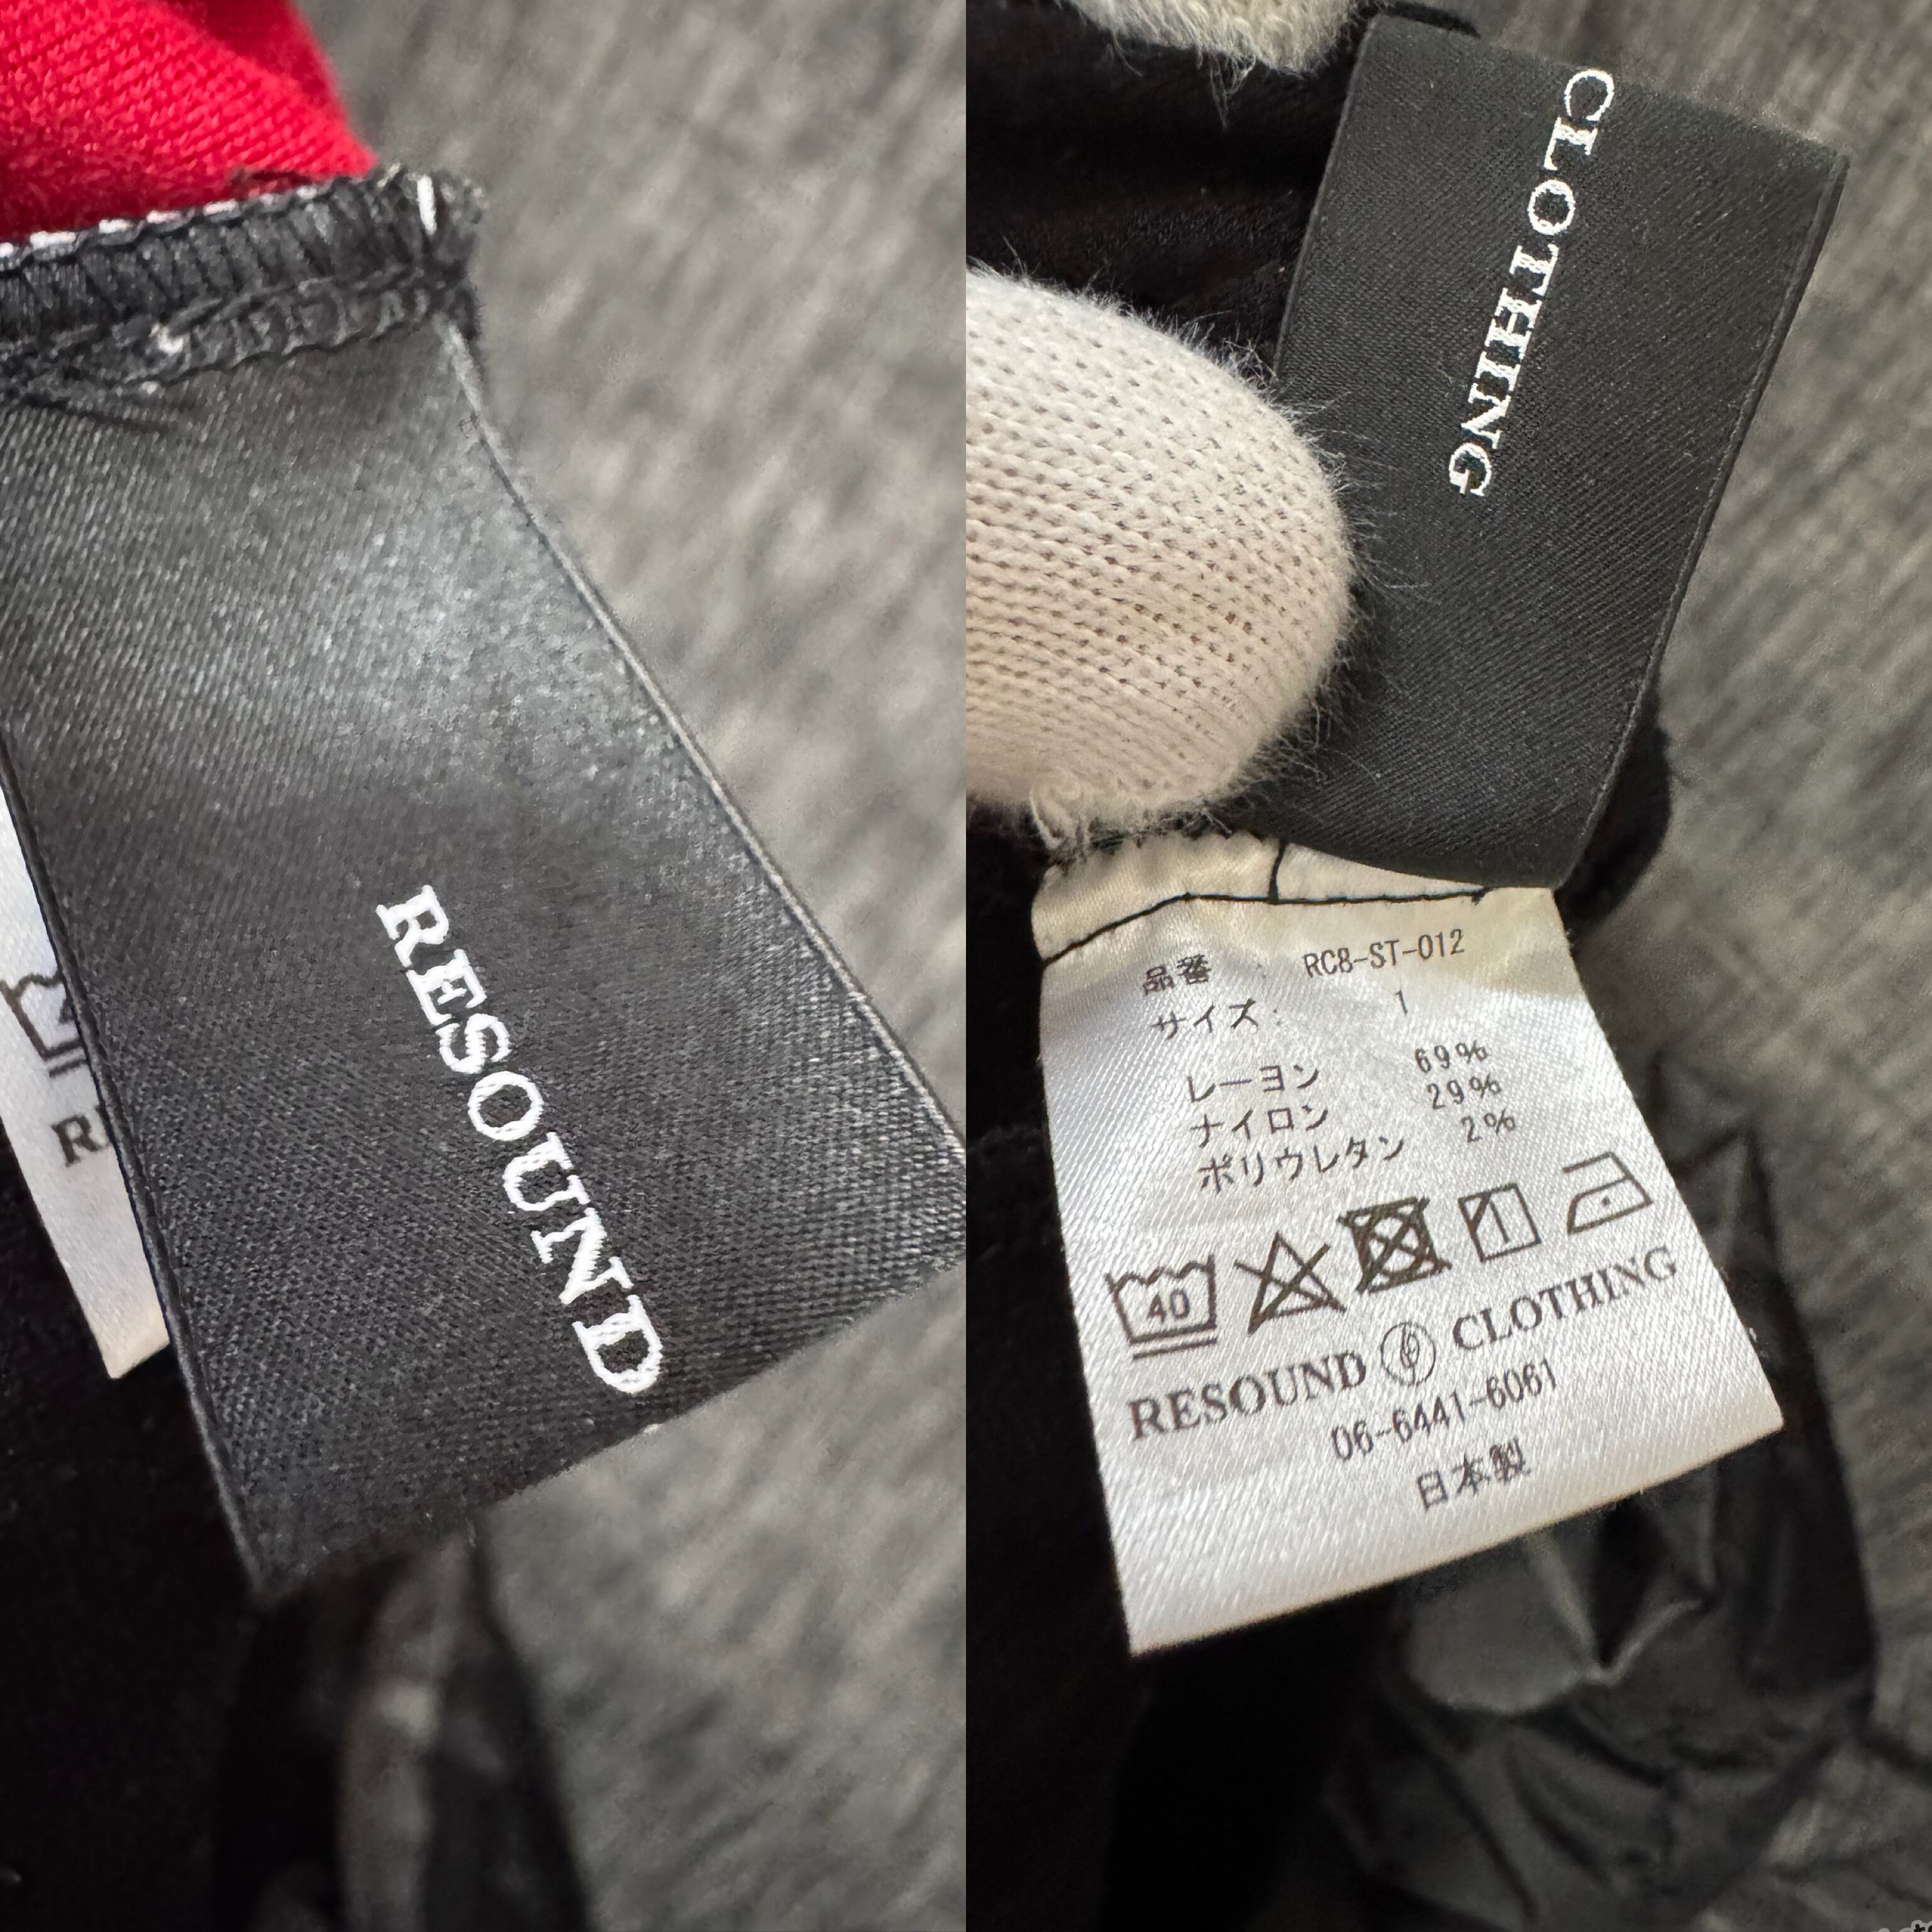 RESOUND
R
CLOTHING
品番 : RC8-ST-012
サイズ: 1
レーヨン 69%
ナイロン 29%
ポリウレタン 2%
40
RESOUND CLOTHING
06-6441-6061
日本製